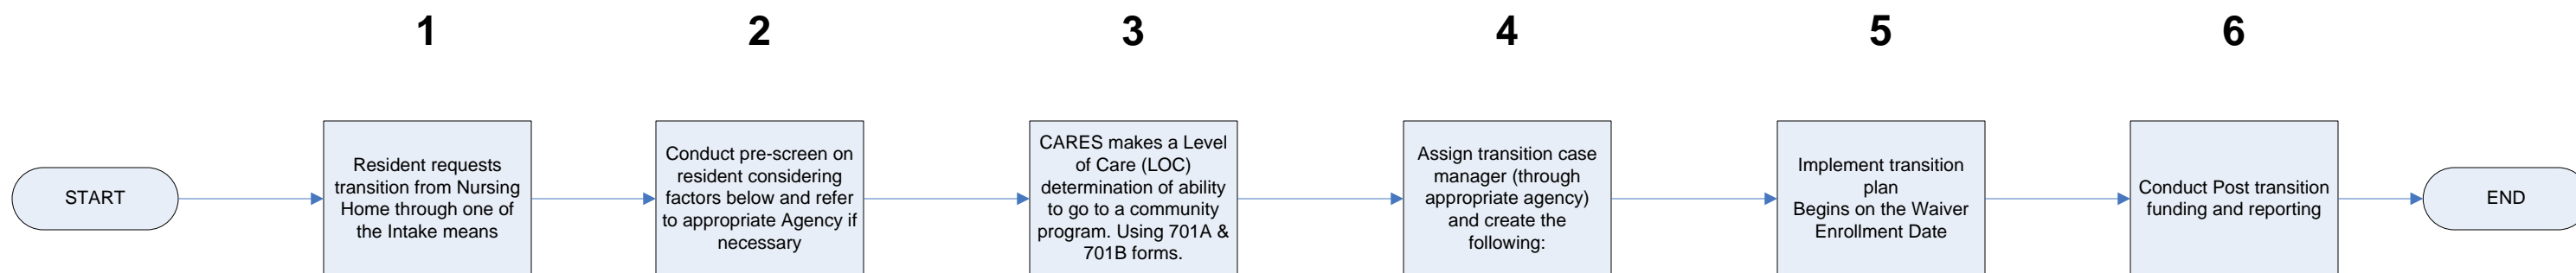 1
2
3
4
5
6
START
Resident requests
transition from Nursing
Home through one of
the Intake means
Conduct pre-screen on
resident considering
factors below and refer
to appropriate Agency if
necessary
CARES makes a Level
of Care (LOC)
determination of ability
to go to a community
program. Using 701A &
701B forms.
Assign transition case
manager (through
appropriate agency)
and create the
following:
Implement transition
plan
Begins on the Waiver
Enrollment Date
Conduct Post transition
funding and reporting
END